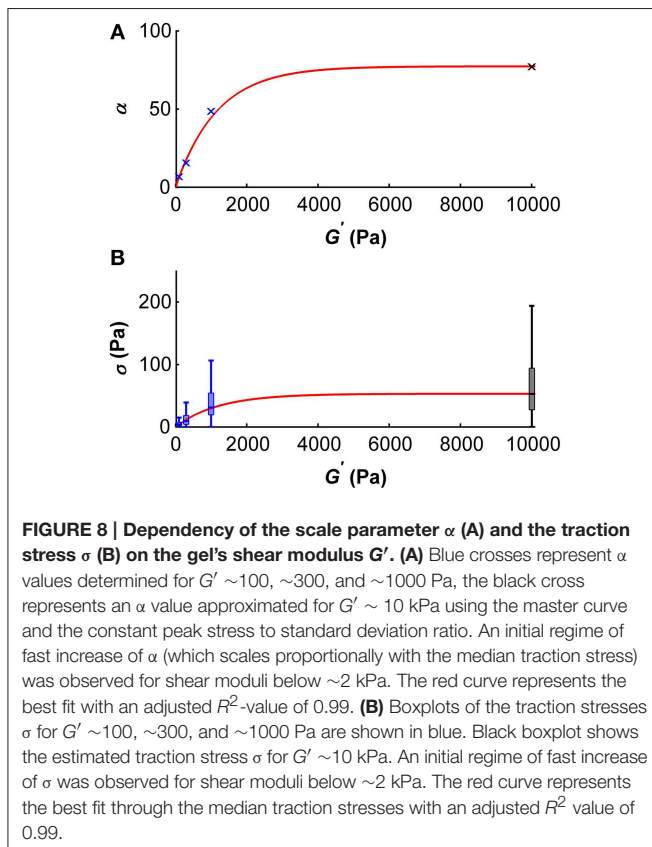 A
100
50
0
α
0 2000 4000 6000 8000 10000
G' (Pa)
B
200
100
0
σ (Pa)
0 2000 4000 6000 8000 10000
G' (Pa)
FIGURE 8 | Dependency of the scale parameter α (A) and the traction
stress σ (B) on the gel's shear modulus G'. (A) Blue crosses represent α
values determined for G' ∼100, ∼300, and ∼1000 Pa, the black cross
represents an α value approximated for G' ∼ 10 kPa using the master curve
and the constant peak stress to standard deviation ratio. An initial regime of
fast increase of α (which scales proportionally with the median traction stress)
was observed for shear moduli below ∼2 kPa. The red curve represents the
best fit with an adjusted R²-value of 0.99. (B) Boxplots of the traction stresses
σ for G' ∼100, ∼300, and ∼1000 Pa are shown in blue. Black boxplot shows
the estimated traction stress σ for G' ∼10 kPa. An initial regime of fast increase
of σ was observed for shear moduli below ∼2 kPa. The red curve represents
the best fit through the median traction stresses with an adjusted R² value of
0.99.